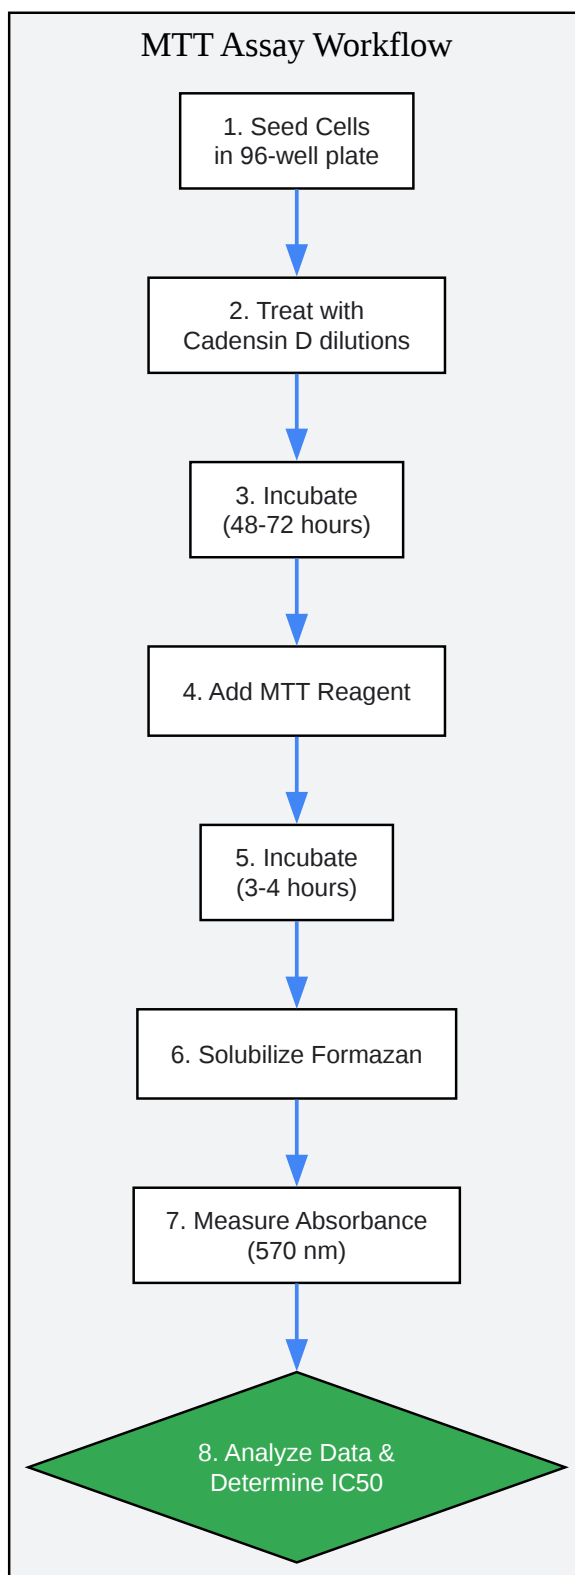 MTT Assay Workflow
1. Seed Cells
in 96-well plate
2. Treat with
Cadensin D dilutions
3. Incubate
(48-72 hours)
4. Add MTT Reagent
5. Incubate
(3-4 hours)
6. Solubilize Formazan
7. Measure Absorbance
(570 nm)
8. Analyze Data &
Determine IC50